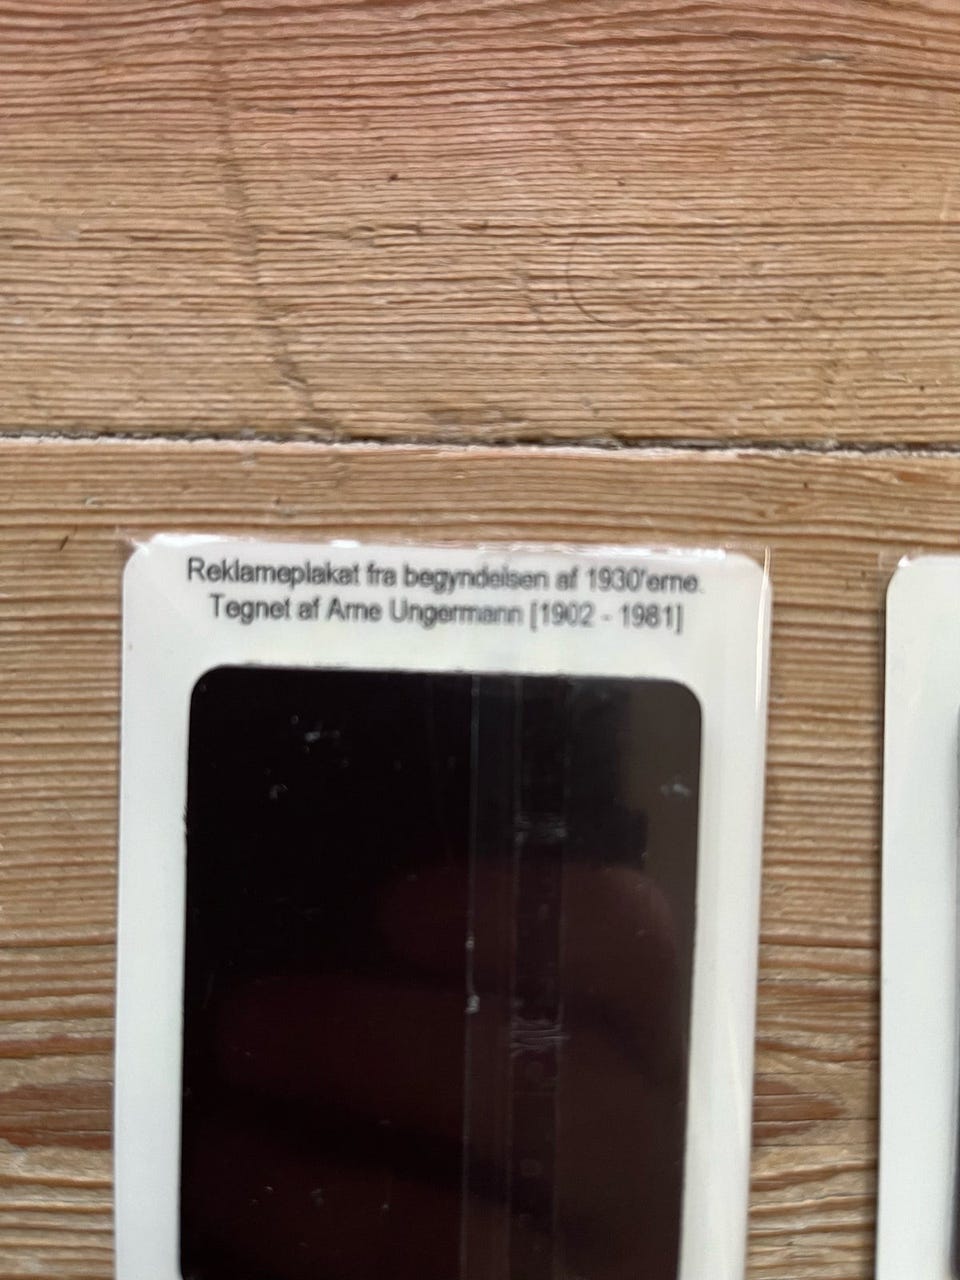 Reklameplakat fra begyndelsen af 1930'erne.
Tegnet af Arne Ungermann [1902 - 1981]